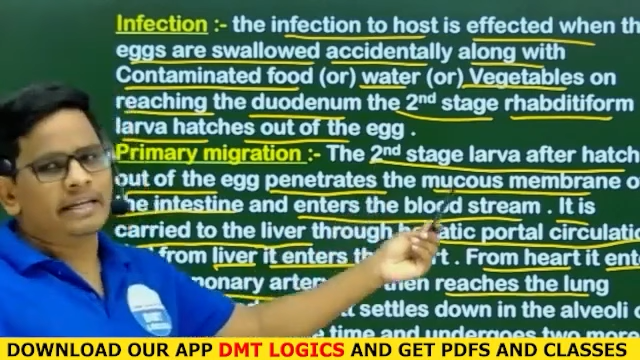 Infection :- the infection to host is effected when th
eggs are swallowed accidentally along with
Contaminated food (or) water (or) Vegetables on
reaching the duodenum the 2nd stage rhabditiform
larva hatches out of the egg .
Primary migration :- The 2nd stage larva after hatch
out of the egg penetrates the mucous membrane o
the intestine and enters the blood stream . It is
carried to the liver through portal circulatio
from liver it enters the . From heart it ente
then reaches the lung
settles down in the alveoli o
time and undergoes two more
DMT
LOGICS
DOWNLOAD OUR APP DMT LOGICS AND GET PDFS AND CLASSES